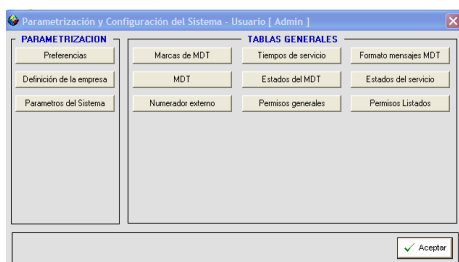 Parametrización y Configuración del Sistema - Usuario [ Admin ]
PARAMETRIZACION
Preferencias
Definición de la empresa
Parametros del Sistema
TABLAS GENERALES
Marcas de MDT
Tiempos de servicio
Formato mensajes MDT
MDT
Estados del MDT
Estados del servicio
Numerador externo
Permisos generales
Permisos Listados
Aceptar